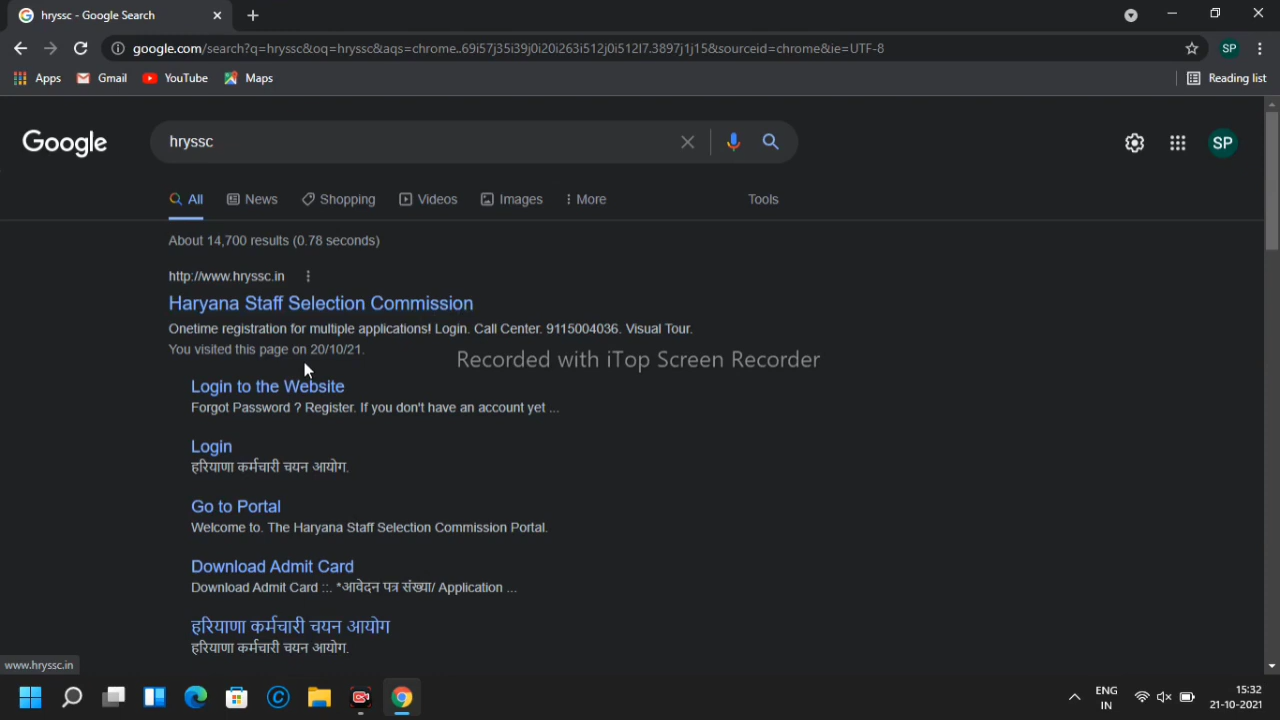 hryssc - Google Search
google.com/search?q=hryssc&oq=hryssc&aqs=chrome..69i57j35i39j0i20i263i512j0i512l7.3897j1j15&sourceid=chrome&ie=UTF-8
SP
Apps Gmail YouTube Maps Reading list
Google hryssc SP
All News Shopping Videos Images More Tools
About 14,700 results (0.78 seconds)
http://www.hryssc.in
Haryana Staff Selection Commission
Onetime registration for multiple applications! Login. Call Center. 9115004036. Visual Tour.
You visited this page on 20/10/21.
Recorded with iTop Screen Recorder
Login to the Website
Forgot Password ? Register. If you don't have an account yet ...
Login
हरियाणा कर्मचारी चयन आयोग.
Go to Portal
Welcome to. The Haryana Staff Selection Commission Portal.
Download Admit Card
Download Admit Card ::. *आवेदन पत्र संख्या/ Application ...
हरियाणा कर्मचारी चयन आयोग
हरियाणा कर्मचारी चयन आयोग.
www.hryssc.in
ENG 15:32
IN 21-10-2021